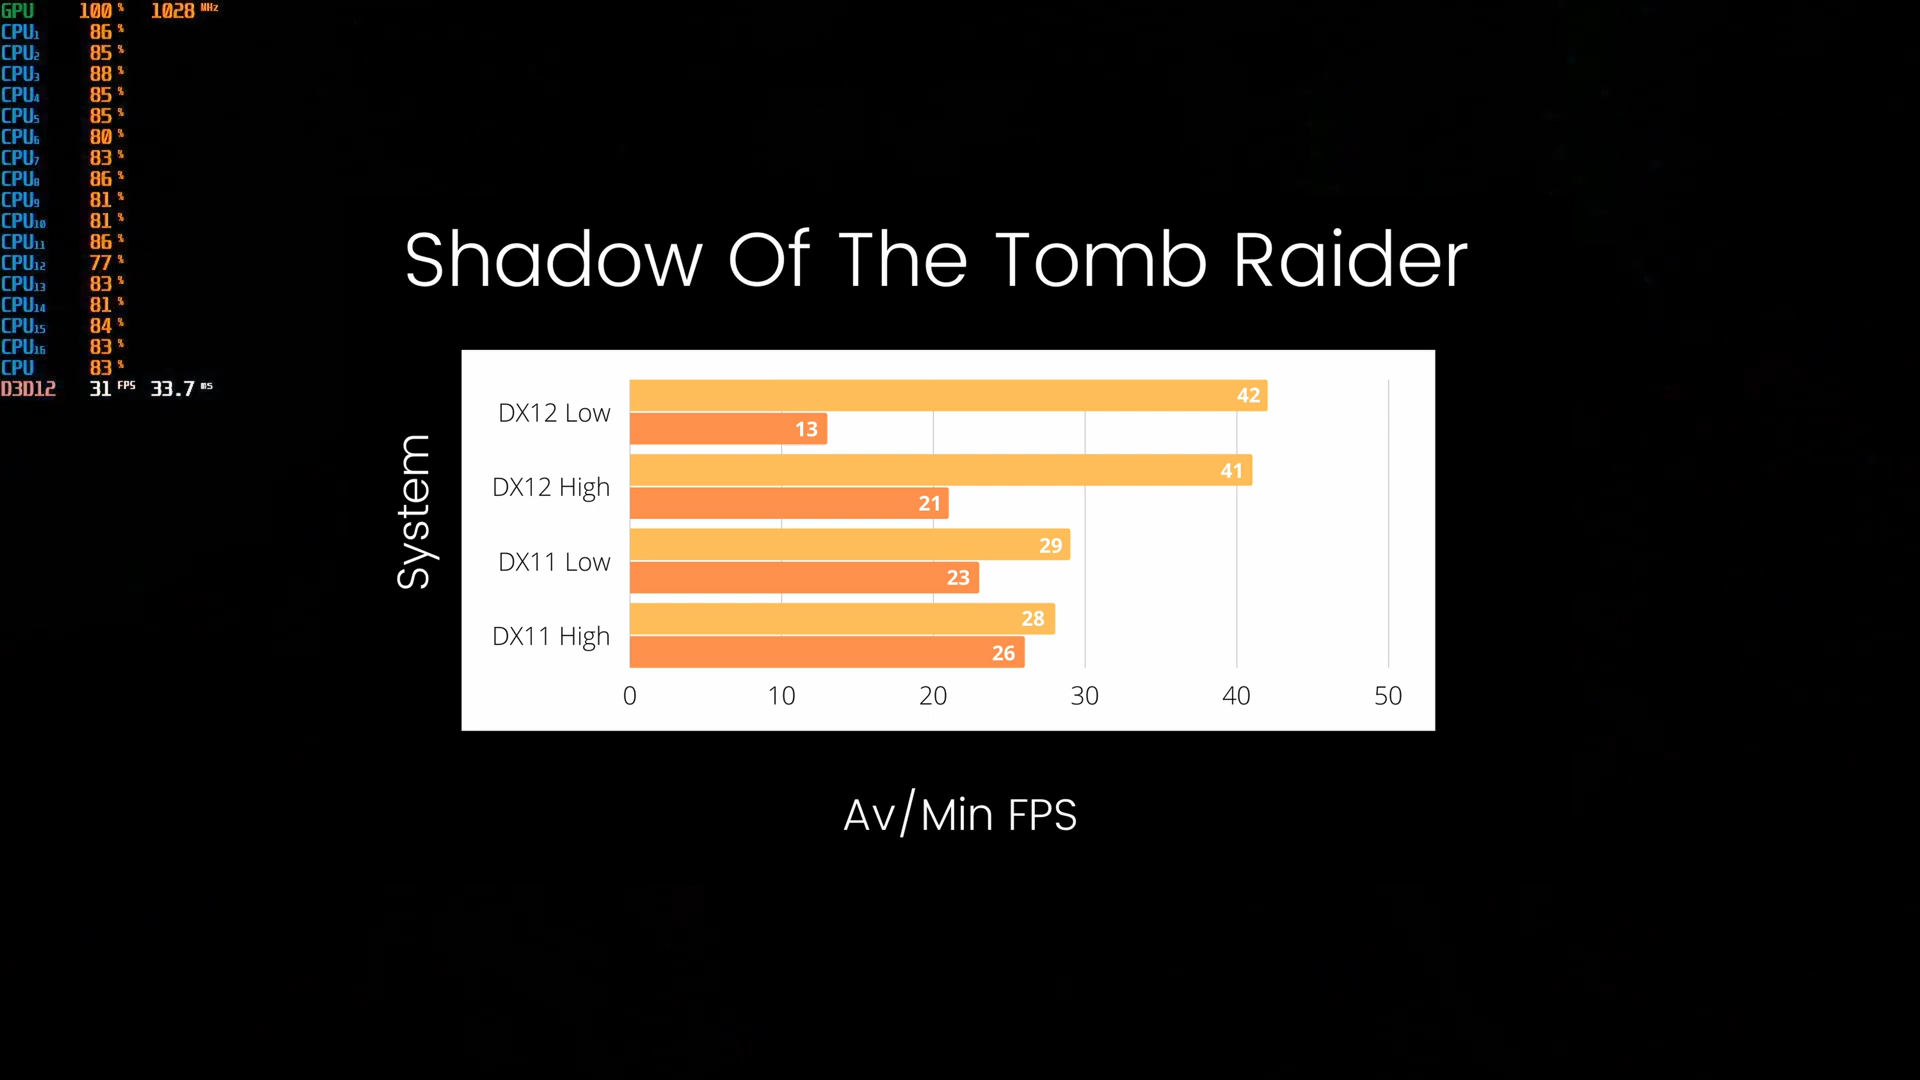 GPU 100 % 1028 MHz
CPU1 86 %
CPU2 85 %
CPU3 88 %
CPU4 85 %
CPU5 85 %
CPU6 80 %
CPU7 83 %
CPU8 86 %
CPU9 81 %
CPU10 81 %
CPU11 86 %
CPU12 77 %
CPU13 83 %
CPU14 81 %
CPU15 84 %
CPU16 83 %
CPU 83 %
D3D12 31 FPS 33.7 ms
Shadow Of The Tomb Raider
System
DX12 Low
42
13
DX12 High
41
21
DX11 Low
29
23
DX11 High
28
26
0 10 20 30 40 50
Av/Min FPS